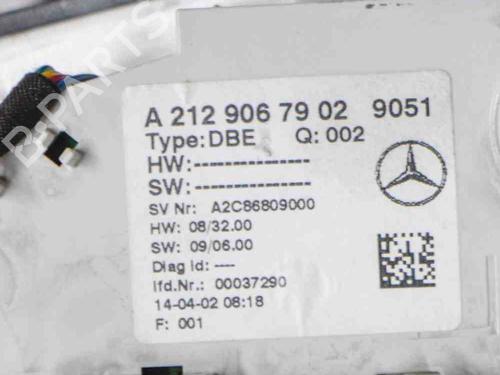 B-PARTS
A 212 906 79 02 9051
Type: DBE Q: 002
HW:---------------
SW:---------------
SV Nr: A2C86809000
HW: 08/32.00
SW: 09/06.00
Diag id: ----
lfd.Nr.: 00037290
14-04-02 08:18
F: 001